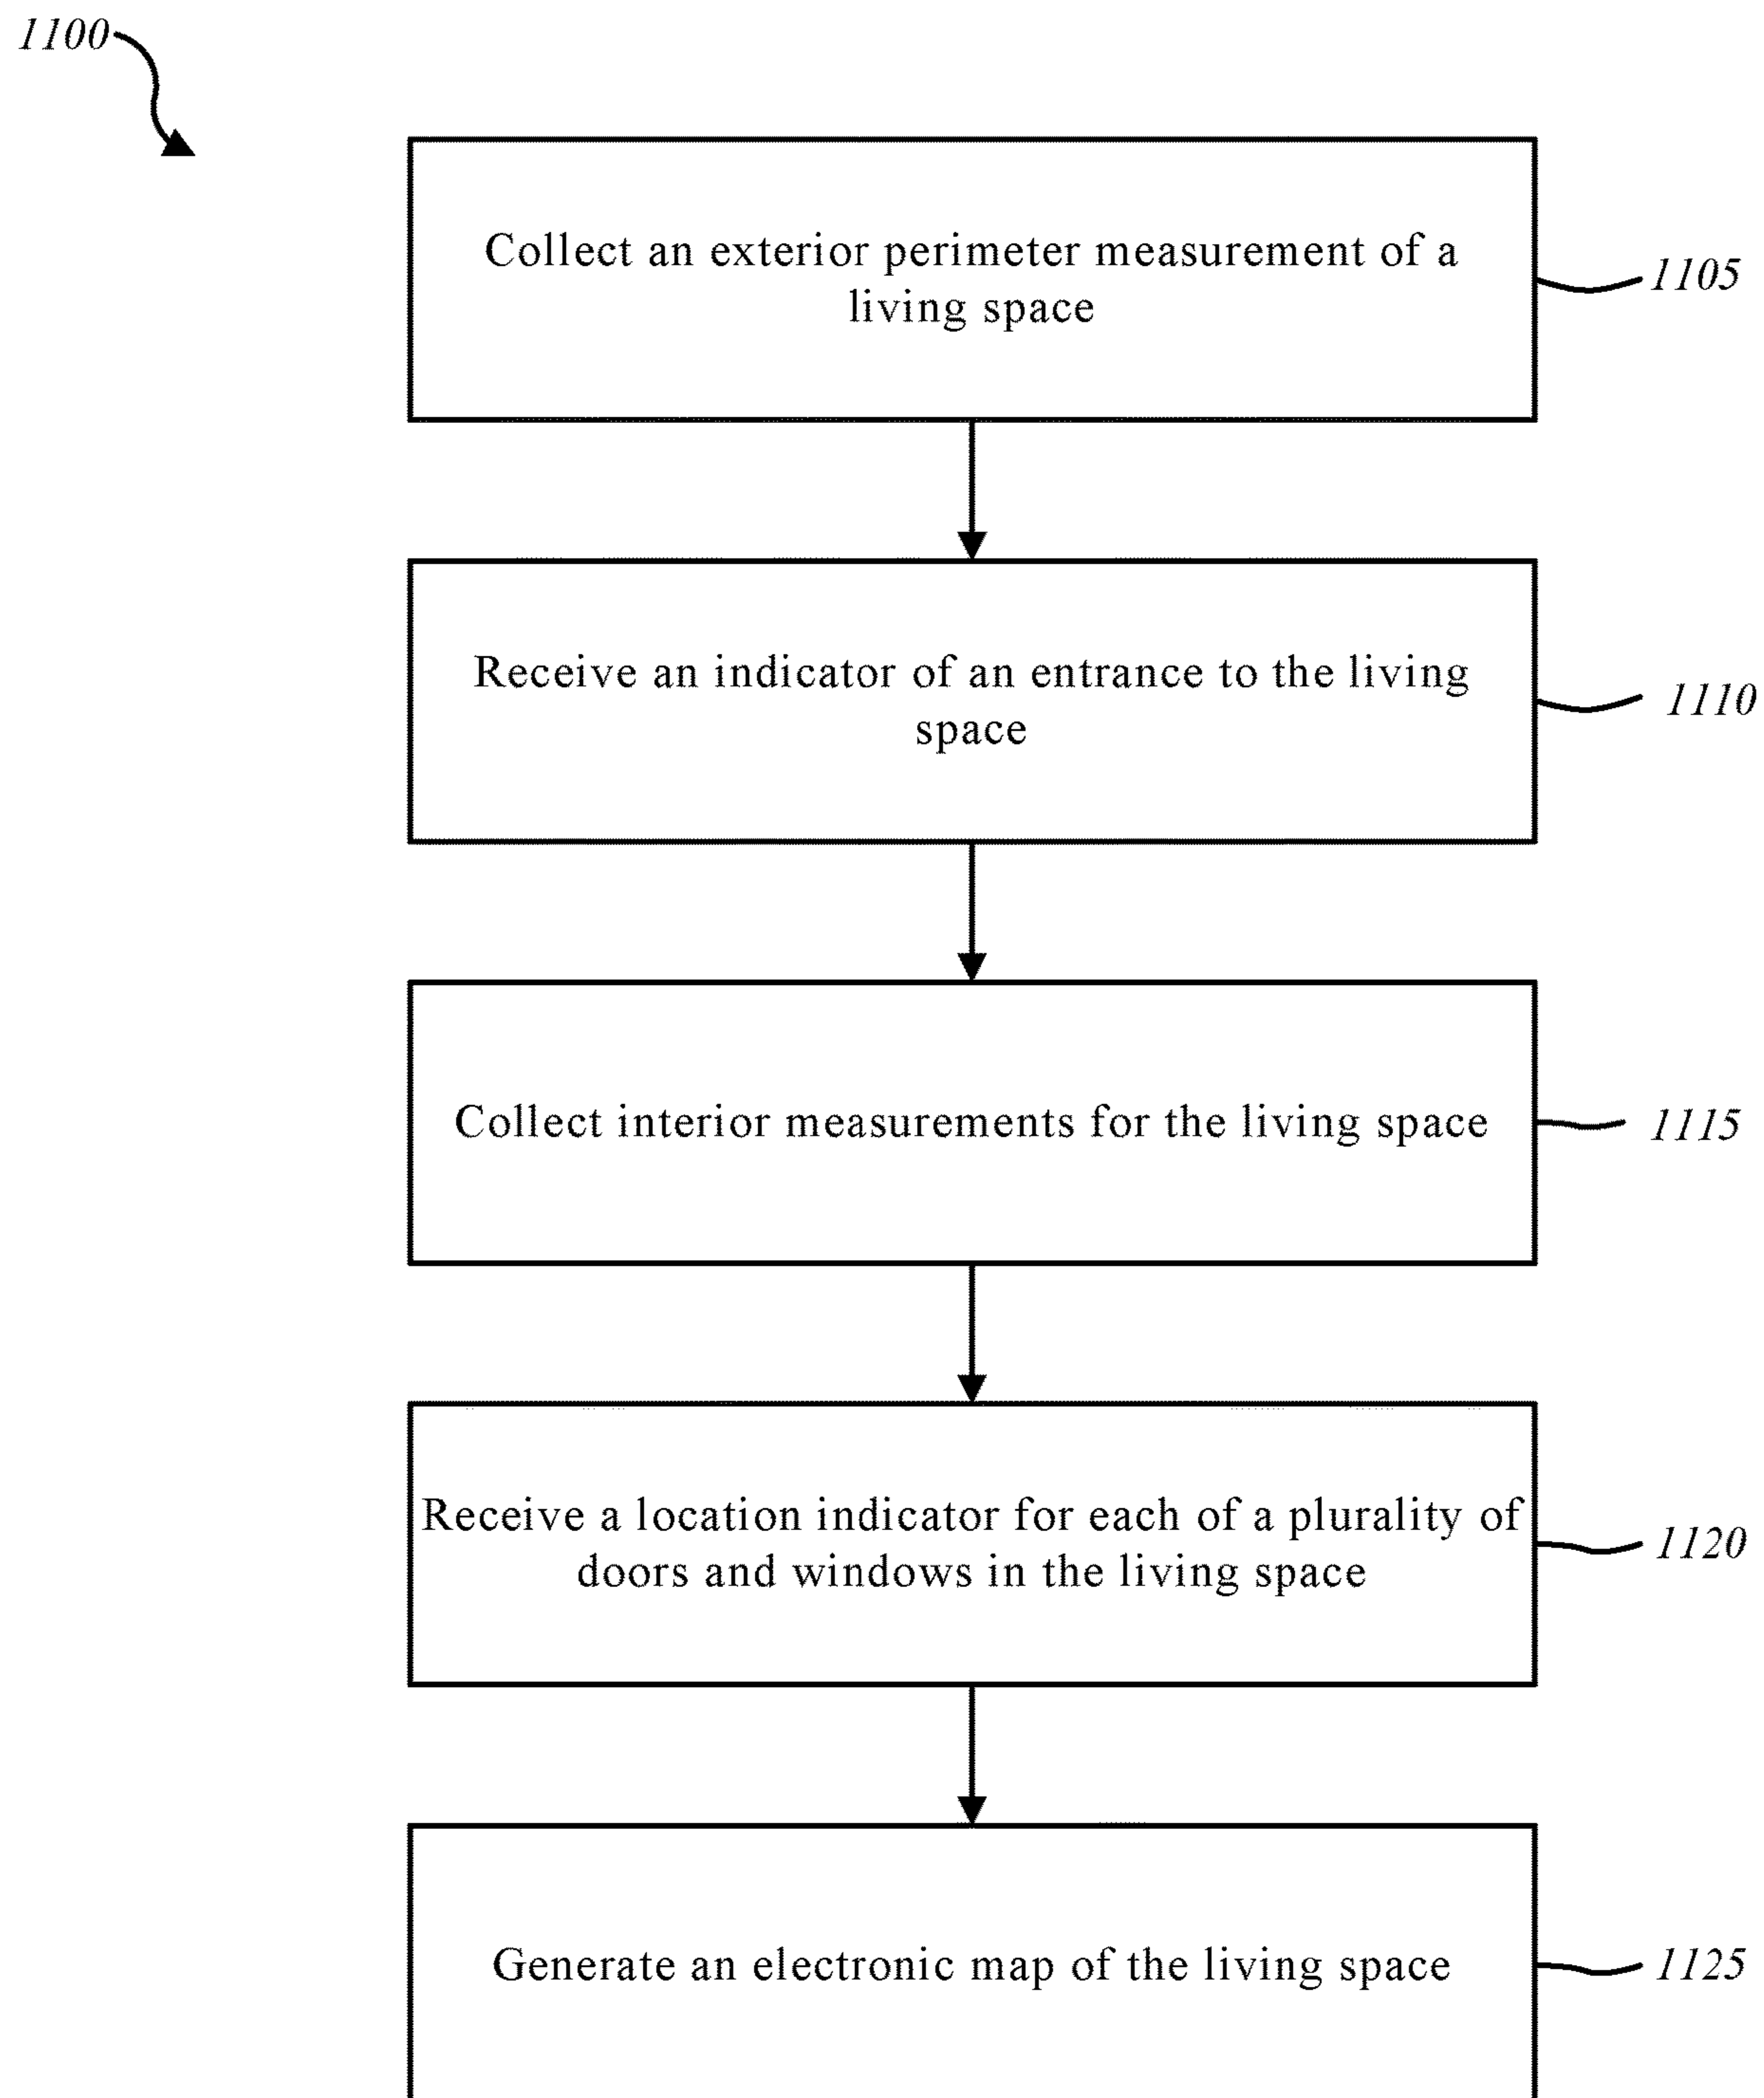 1100
Collect an exterior perimeter measurement of a
living space
1105
Receive an indicator of an entrance to the living
space
1110
Collect interior measurements for the living space
1115
Receive a location indicator for each of a plurality of
doors and windows in the living space
1120
Generate an electronic map of the living space
1125